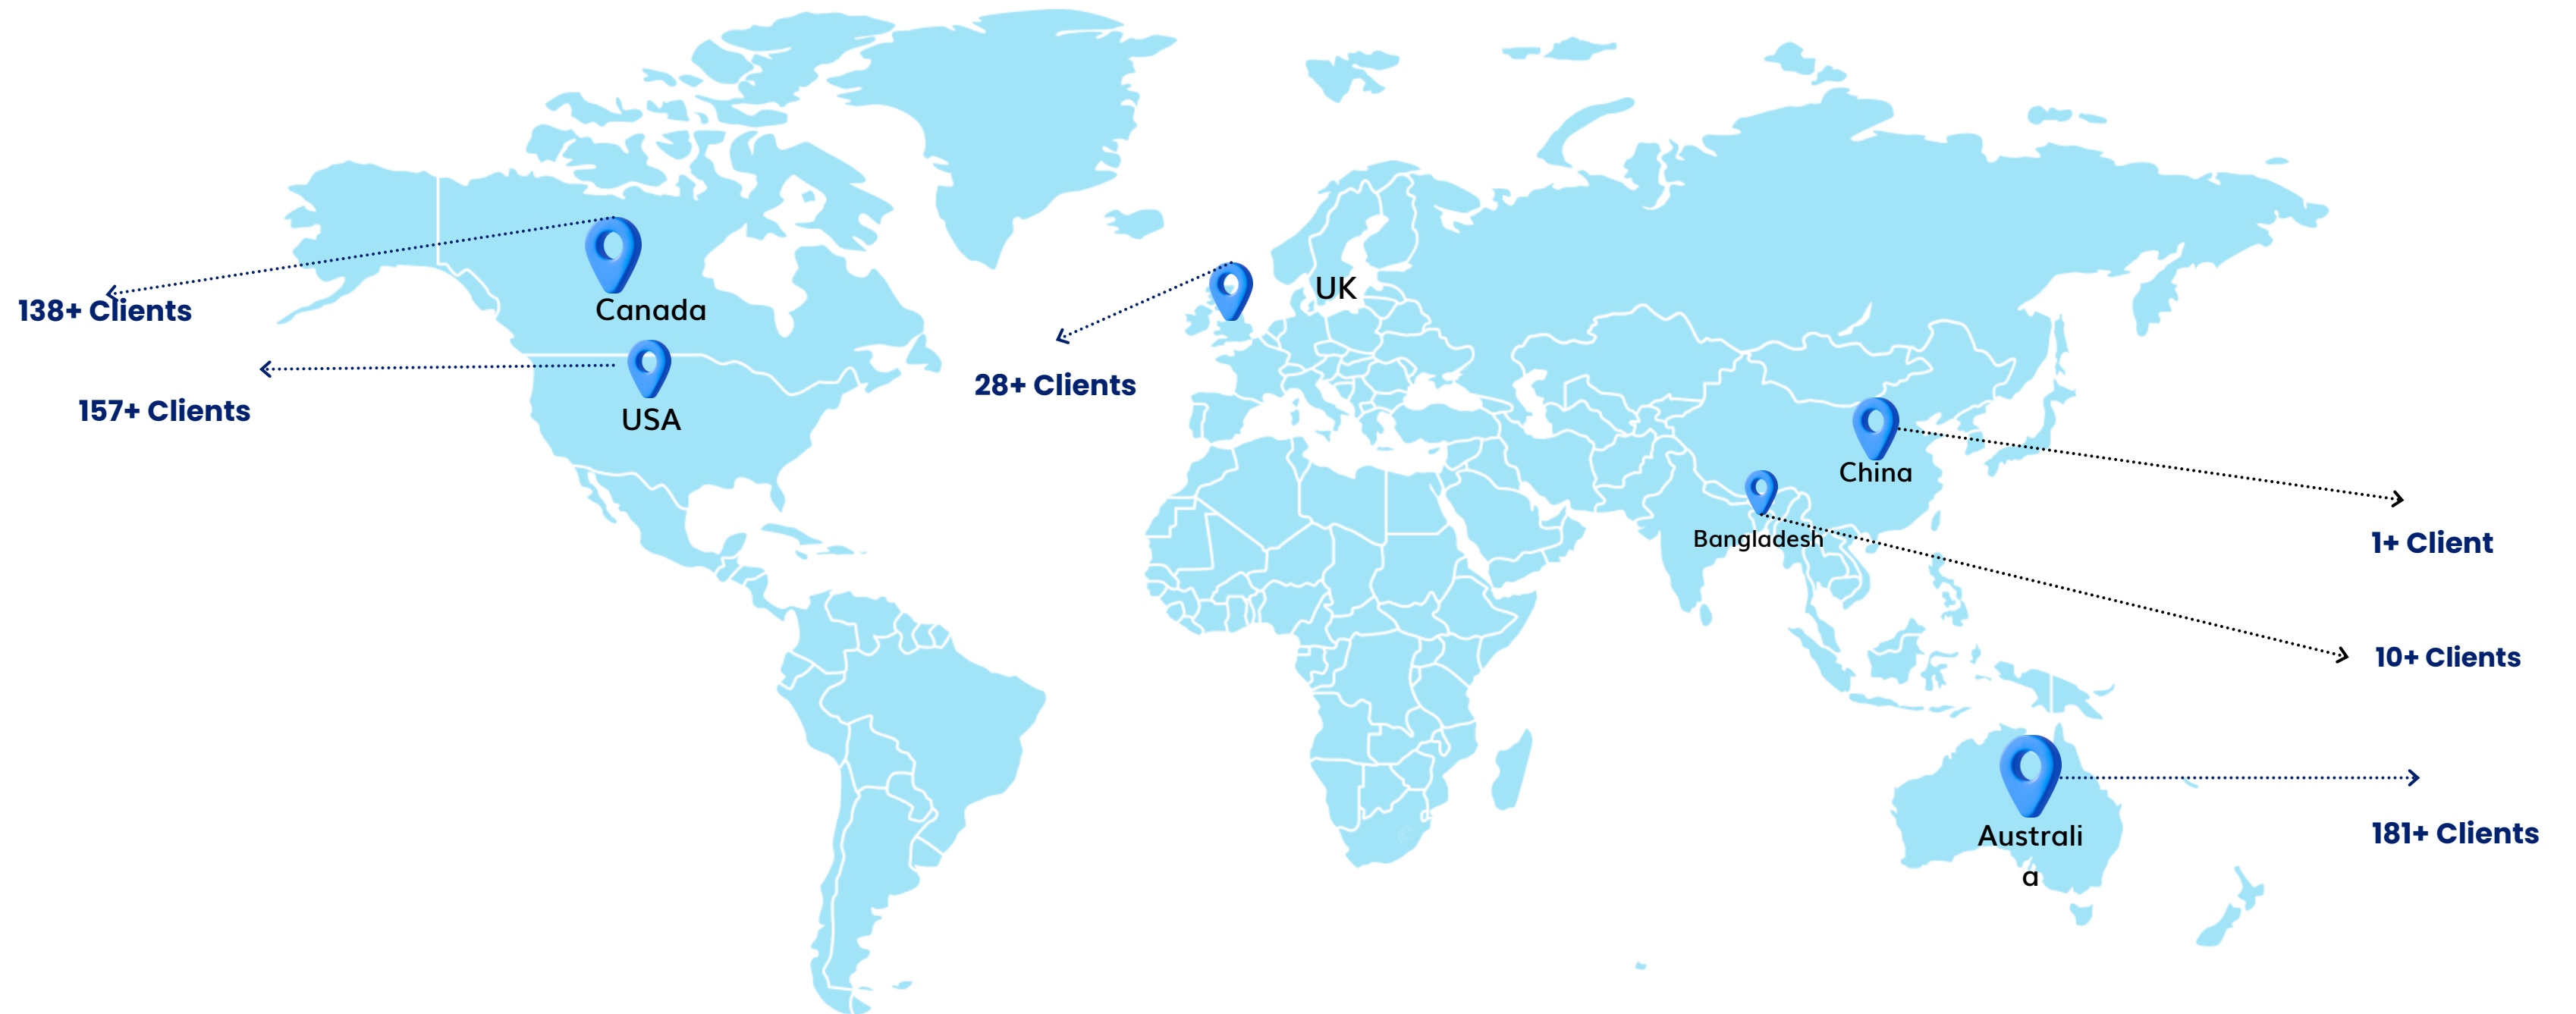 Canada
138+ Clients
USA
157+ Clients
UK
28+ Clients
China
1+ Client
Bangladesh
10+ Clients
Australi
a
181+ Clients